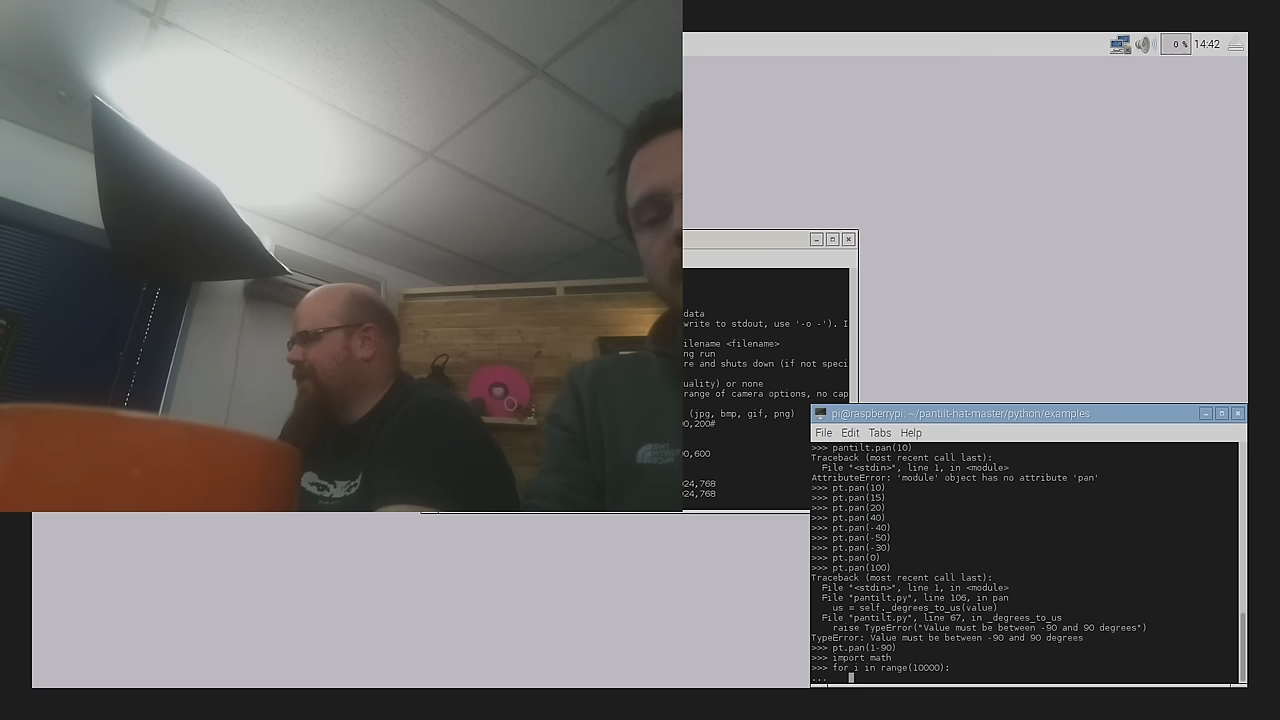 0 % 14:42
data
write to stdout, use '-o -'). I
ilename <filename>
ng run
re and shuts down (if not speci
uality) or none
range of camera options, no cap
(jpg, bmp, gif, png)
00,200#
00,600
024,768
024,768
pi@raspberrypi: ~/pantilt-hat-master/python/examples
File Edit Tabs Help
>>> pantilt.pan(10)
Traceback (most recent call last):
File "<stdin>", line 1, in <module>
AttributeError: 'module' object has no attribute 'pan'
>>> pt.pan(10)
>>> pt.pan(15)
>>> pt.pan(20)
>>> pt.pan(40)
>>> pt.pan(-40)
>>> pt.pan(-50)
>>> pt.pan(-30)
>>> pt.pan(0)
>>> pt.pan(100)
Traceback (most recent call last):
File "<stdin>", line 1, in <module>
File "pantilt.py", line 106, in pan
us = self._degrees_to_us(value)
File "pantilt.py", line 67, in _degrees_to_us
raise TypeError("Value must be between -90 and 90 degrees")
TypeError: Value must be between -90 and 90 degrees
>>> pt.pan(1-90)
>>> import math
>>> for i in range(10000):
...